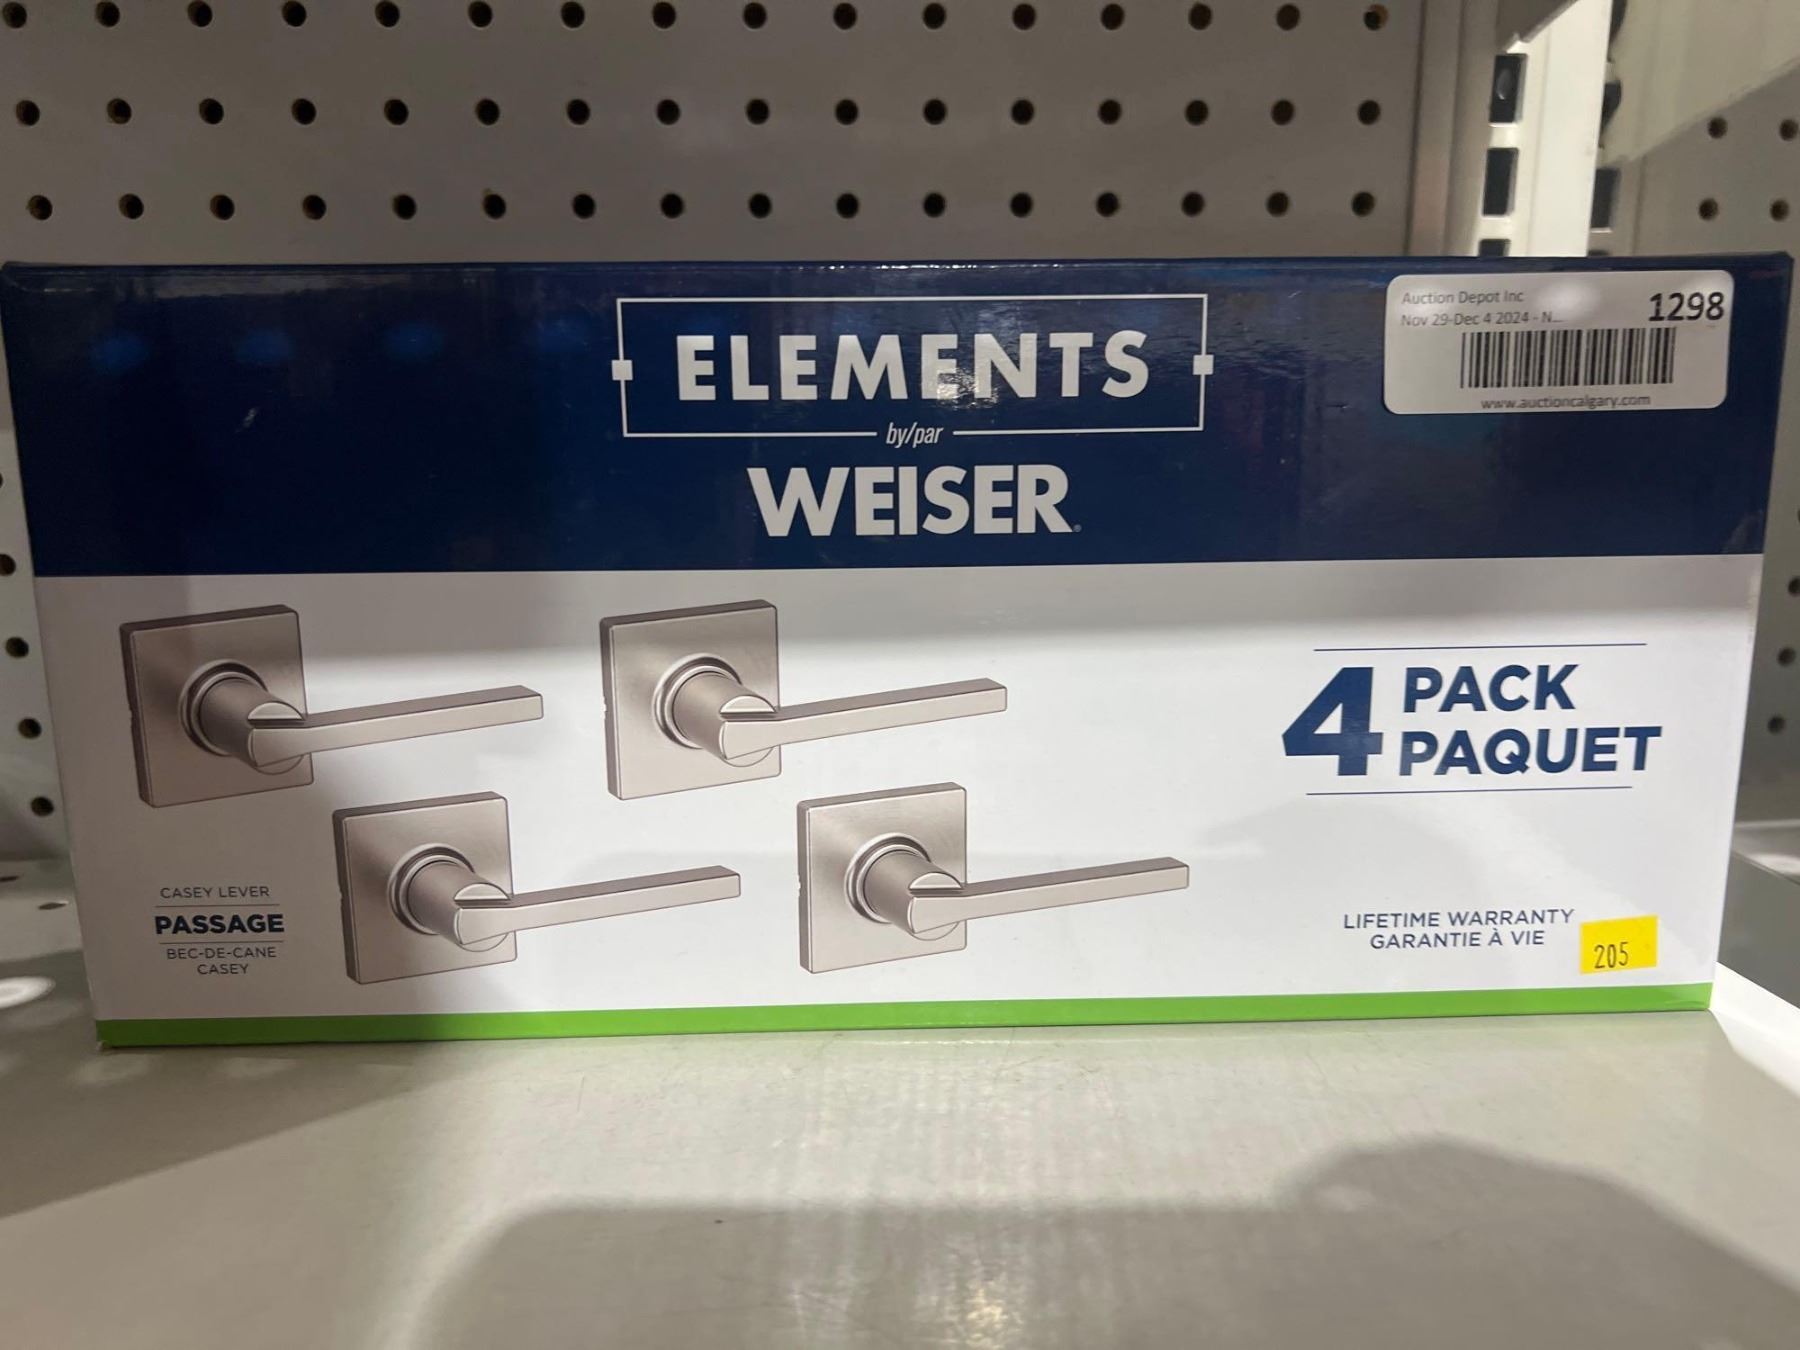 Auction Depot Inc
Nov 29-Dec 4 2024 - N...
1298
www.auctioncalgary.com
ELEMENTS
by/par
WEISER
4 PACK
PAQUET
CASEY LEVER
PASSAGE
BEC-DE-CANE
CASEY
LIFETIME WARRANTY
GARANTIE À VIE
205